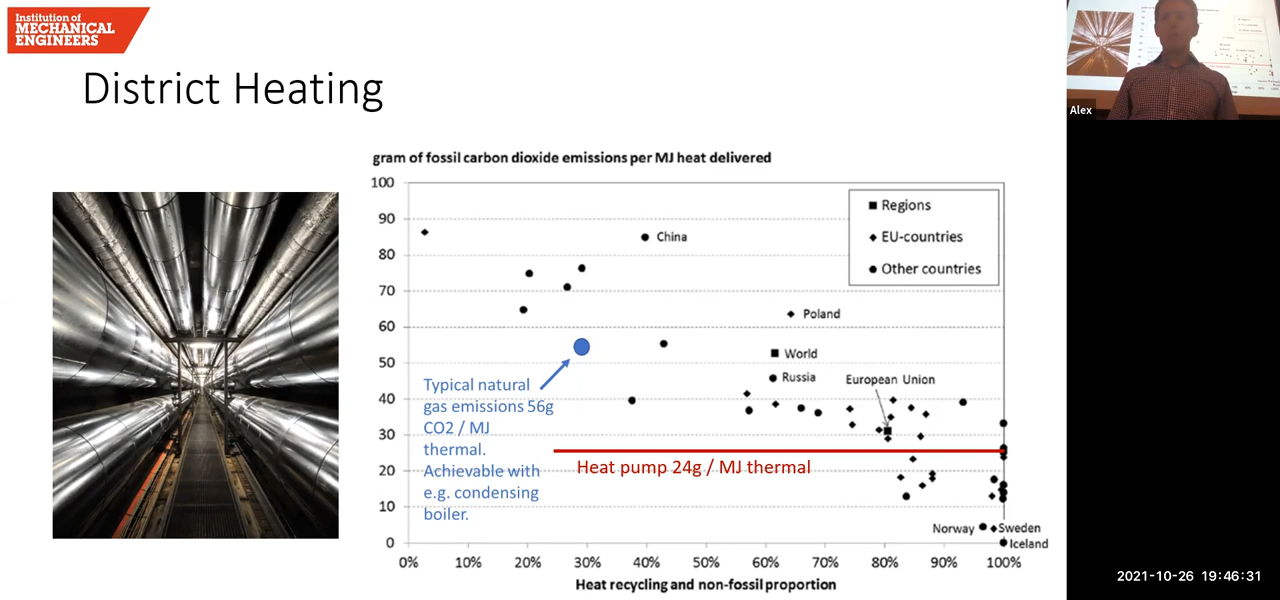 Institution of
MECHANICAL
ENGINEERS
District Heating
Alex
gram of fossil carbon dioxide emissions per MJ heat delivered
100
90
80
70
60
50
40
30
20
10
0
0%
10%
20%
30%
40%
50%
60%
70%
80%
90%
100%
Heat recycling and non-fossil proportion
Regions
EU-countries
Other countries
China
Poland
World
Russia
European Union
Typical natural
gas emissions 56g
CO2 / MJ
thermal.
Achievable with
e.g. condensing
boiler.
Heat pump 24g / MJ thermal
Norway
Sweden
Iceland
2021-10-26 19:46:31